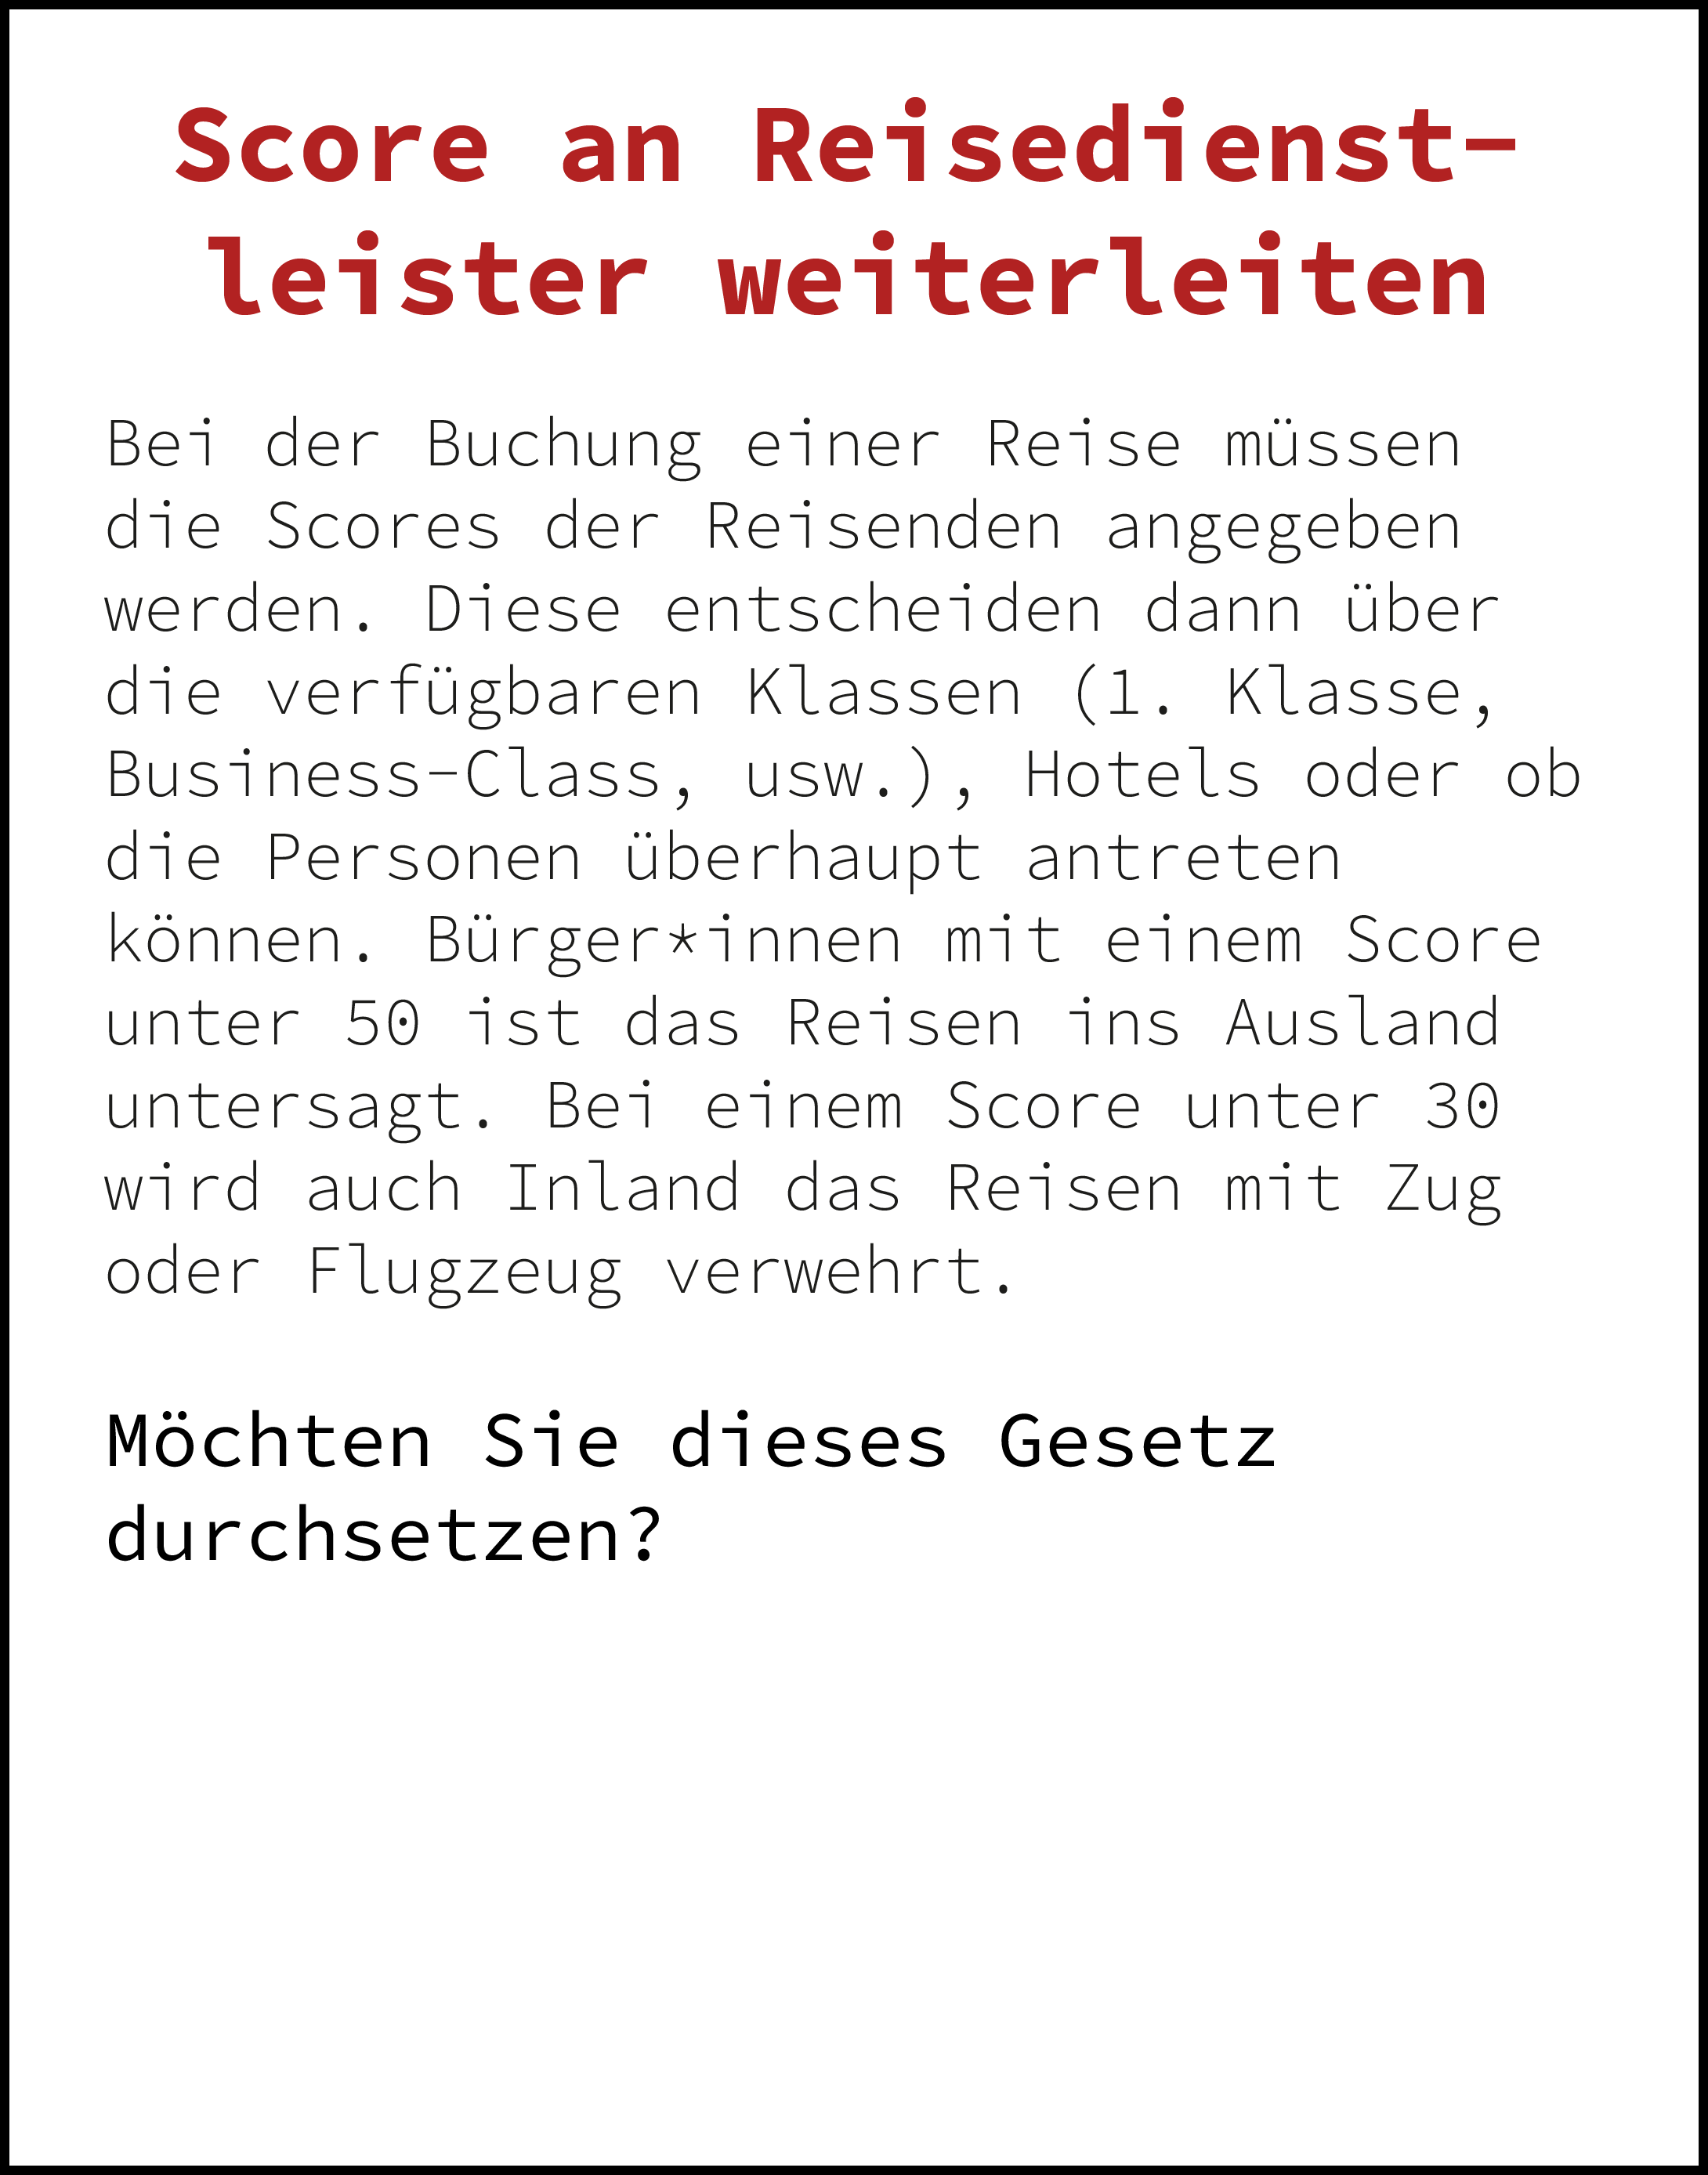 Score an Reisedienst-
leister weiterleiten
Bei der Buchung einer Reise müssen
die Scores der Reisenden angegeben
werden. Diese entscheiden dann über
die verfügbaren Klassen (1. Klasse,
Business-Class, usw.), Hotels oder ob
die Personen überhaupt antreten
können. Bürger*innen mit einem Score
unter 50 ist das Reisen ins Ausland
untersagt. Bei einem Score unter 30
wird auch Inland das Reisen mit Zug
oder Flugzeug verwehrt.
Möchten Sie dieses Gesetz
durchsetzen?